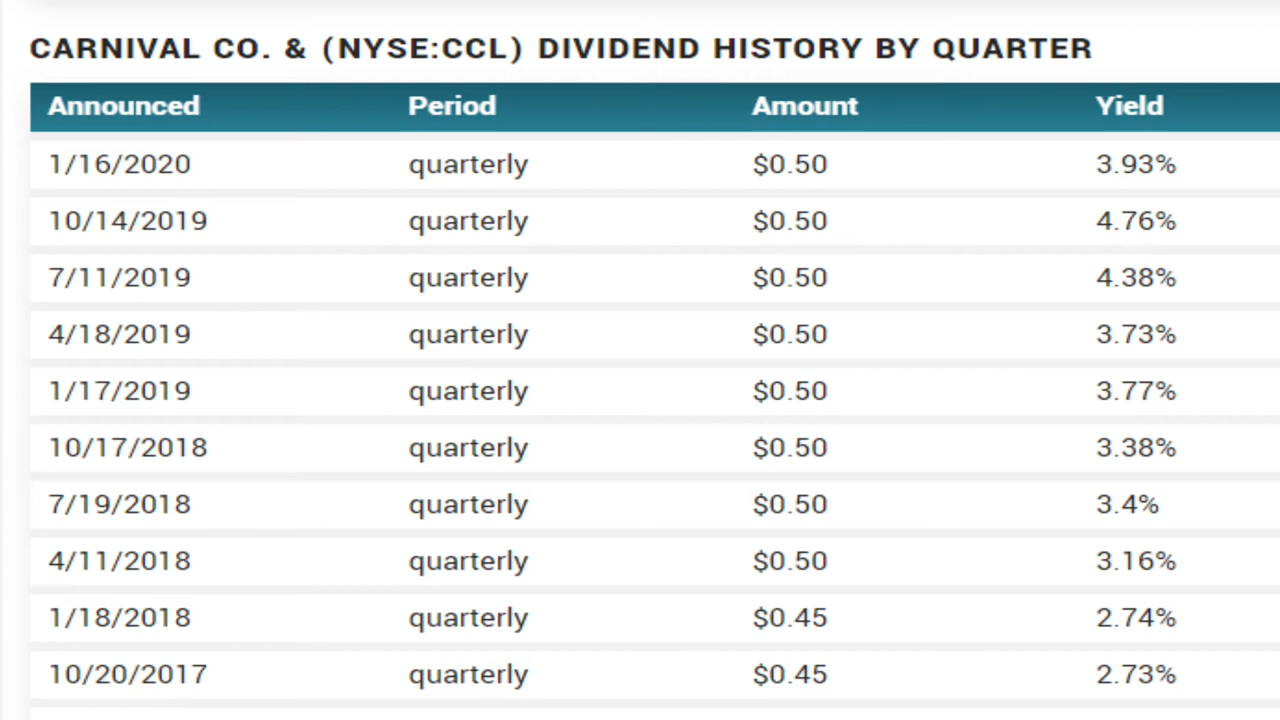 CARNIVAL CO. & (NYSE:CCL) DIVIDEND HISTORY BY QUARTER
Announced Period Amount Yield
1/16/2020 quarterly $0.50 3.93%
10/14/2019 quarterly $0.50 4.76%
7/11/2019 quarterly $0.50 4.38%
4/18/2019 quarterly $0.50 3.73%
1/17/2019 quarterly $0.50 3.77%
10/17/2018 quarterly $0.50 3.38%
7/19/2018 quarterly $0.50 3.4%
4/11/2018 quarterly $0.50 3.16%
1/18/2018 quarterly $0.45 2.74%
10/20/2017 quarterly $0.45 2.73%